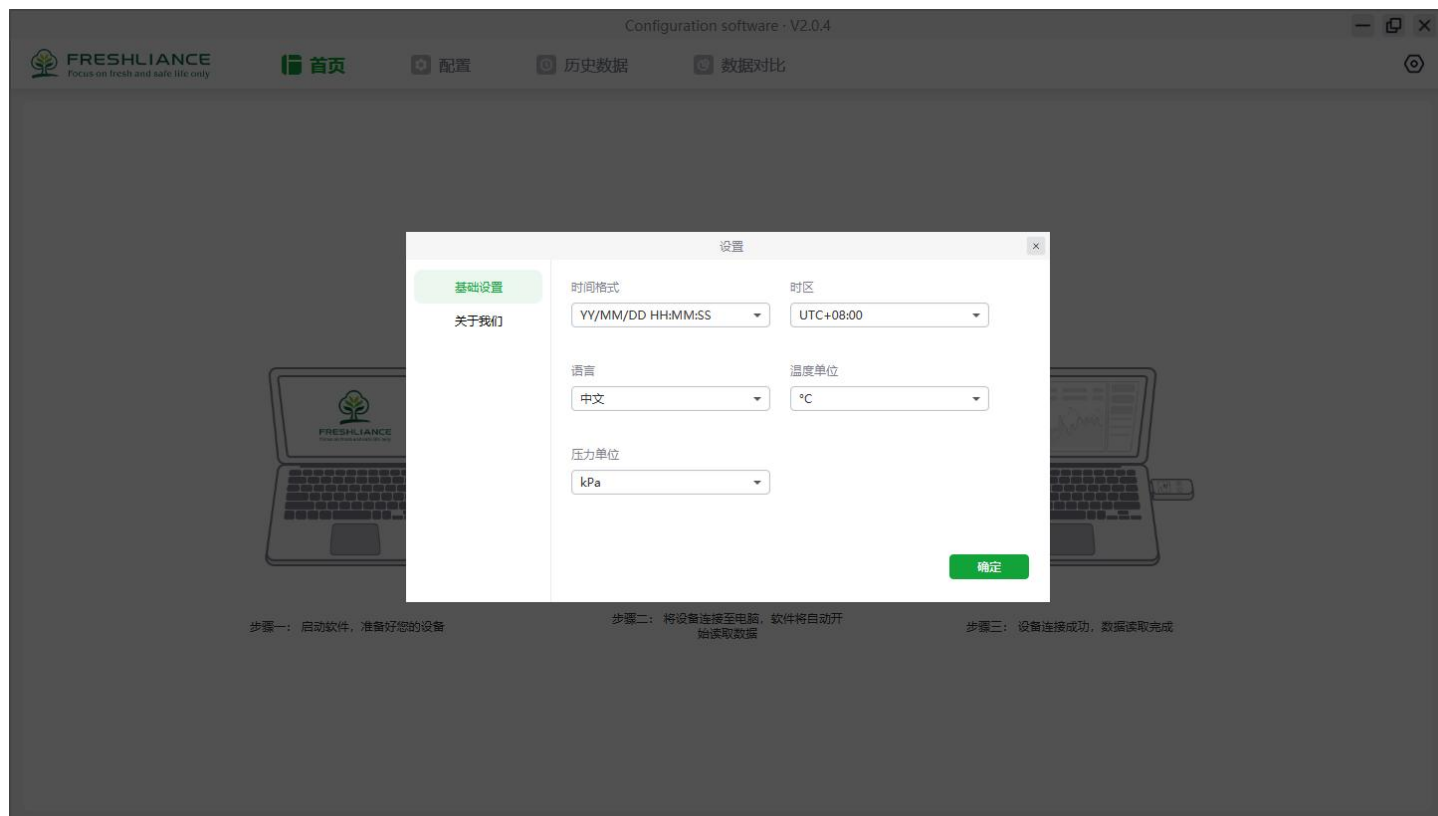 Configuration software - V2.0.4
FRESHLIANCE
Focus on fresh and safe life only
首页
配置
历史数据
数据对比
设置
基础设置
关于我们
时间格式
时区
YY/MM/DD HH:MM:SS
UTC+08:00
语言
温度单位
中文
°C
压力单位
kPa
确定
FRESHLIANCE
步骤一： 启动软件，准备好您的设备
步骤二： 将设备连接至电脑，软件将自动开
始读取数据
步骤三： 设备连接成功，数据读取完成